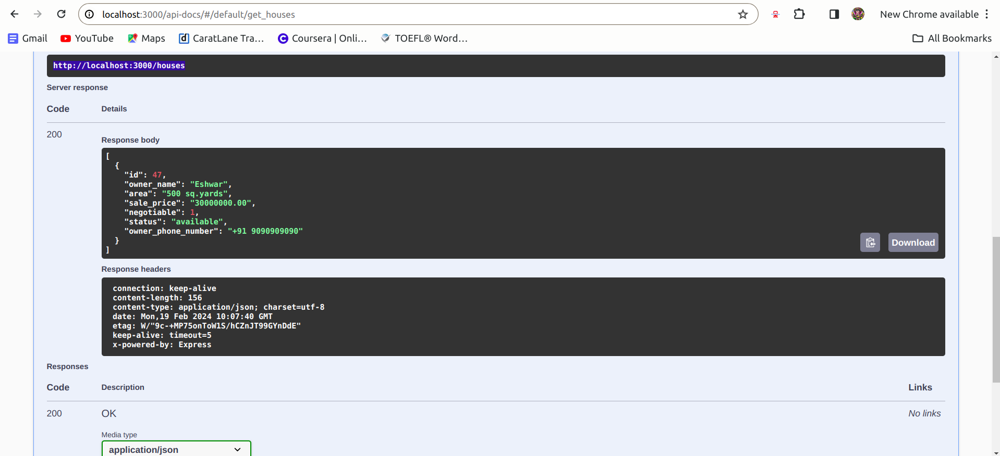 localhost:3000/api-docs/#/default/get_houses
New Chrome available
Gmail
YouTube
Maps
CaratLane Tra...
Coursera | Onli...
TOEFL® Word...
All Bookmarks
http://localhost:3000/houses
Server response
Code Details
200
Response body
[
{
"id": 47,
"owner_name": "Eshwar",
"area": "500 sq.yards",
"sale_price": "30000000.00",
"negotiable": 1,
"status": "available",
"owner_phone_number": "+91 9090909090"
}
]
Download
Response headers
connection: keep-alive
content-length: 156
content-type: application/json; charset=utf-8
date: Mon,19 Feb 2024 10:07:40 GMT
etag: W/"9c-+MP75onToW1S/hCZnJT99GYnDdE"
keep-alive: timeout=5
x-powered-by: Express
Responses
Code Description Links
200 OK No links
Media type
application/json